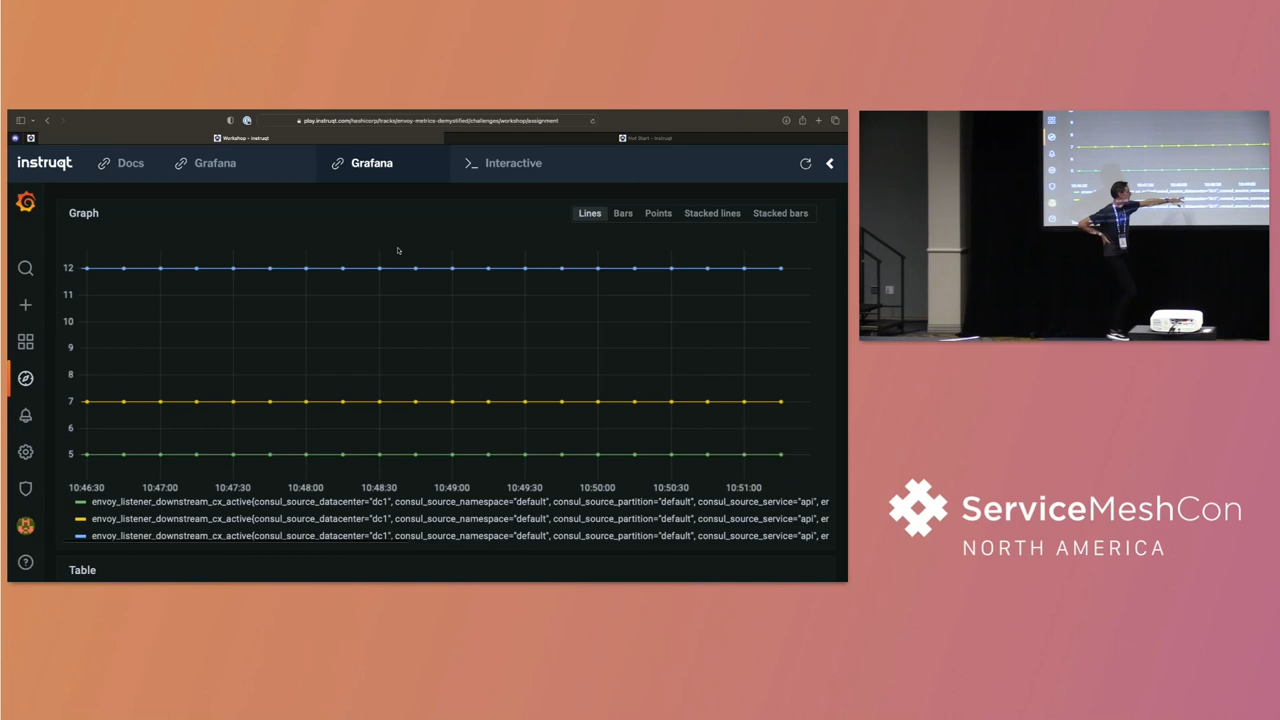 play.instruqt.com/hashicorp/tracks/envoy-metrics-demystified/challenges/workshop/assignment
Workshop – Instruqt
Not Start – Instruqt
instruqt
Docs
Grafana
Grafana
Interactive
Graph
Lines
Bars
Points
Stacked lines
Stacked bars
12
11
10
9
8
7
6
5
10:46:30 10:47:00 10:47:30 10:48:00 10:48:30 10:49:00 10:49:30 10:50:00 10:50:30 10:51:00
envoy_listener_downstream_cx_active{consul_source_datacenter="dc1", consul_source_namespace="default", consul_source_partition="default", consul_source_service="api", er
envoy_listener_downstream_cx_active{consul_source_datacenter="dc1", consul_source_namespace="default", consul_source_partition="default", consul_source_service="api", er
envoy_listener_downstream_cx_active{consul_source_datacenter="dc1", consul_source_namespace="default", consul_source_partition="default", consul_source_service="api", er
Table
ServiceMeshCon
NORTH AMERICA